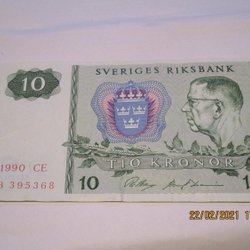 SVERIGES RIKSBANK
10
1990 CE
395368
TIO KRONOR
10
22/02/2021